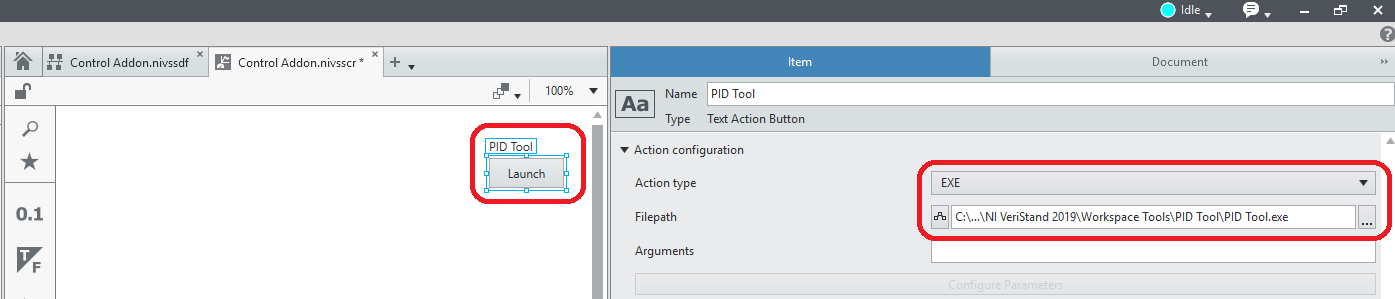 Idle
Control Addon.nivssdf
Control Addon.nivsscr *
Item
Document
100%
Aa
Name
PID Tool
Type
Text Action Button
PID Tool
Launch
Action configuration
Action type
EXE
0.1
Filepath
C:\...\NI VeriStand 2019\Workspace Tools\PID Tool\PID Tool.exe
...
T F
Arguments
Configure Parameters